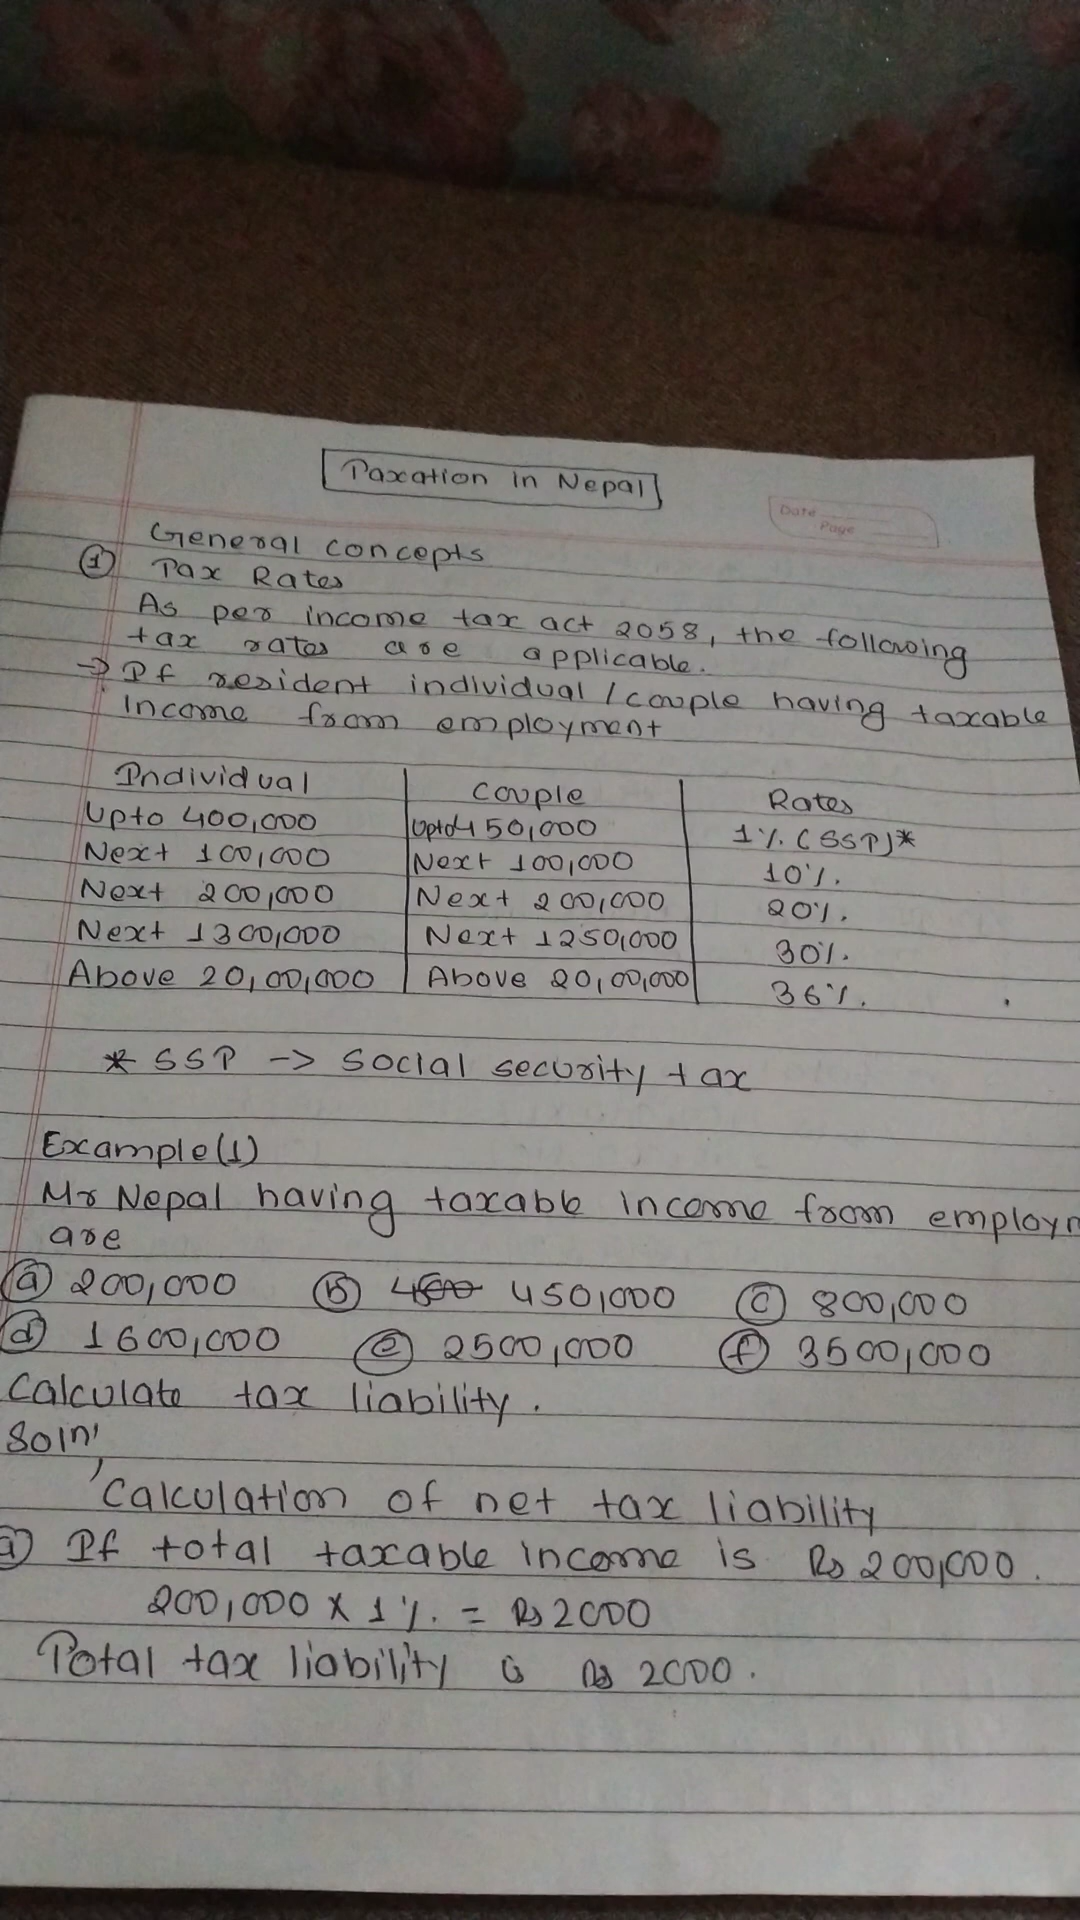 Taxation in Nepal
Date
Page
General concepts
① Tax Rates
As per income tax act 2058, the following
tax rates are applicable.
→ If resident individual / couple having taxable
Income from employment
Individual | couple | Rates
Upto 400,000 | Upto 450,000 | 1% (SST)*
Next 100,000 | Next 100,000 | 10%.
Next 200,000 | Next 200,000 | 20%.
Next 1300,000 | Next 1250,000 | 30%.
Above 20,00,000 | Above 20,00,000 | 36%.
* SST -> Social security tax
Example(1)
Mr Nepal having taxable income from employm
are
ⓐ 200,000 ⓑ 450,000 ⓒ 800,000
ⓓ 1600,000 ⓔ 2500,000 ⓕ 3500,000
Calculate tax liability.
Soln'
Calculation of net tax liability
a) If total taxable income is Rs 200,000.
200,000 x 1%. = Rs 2000
Total tax liability is Rs 2000.